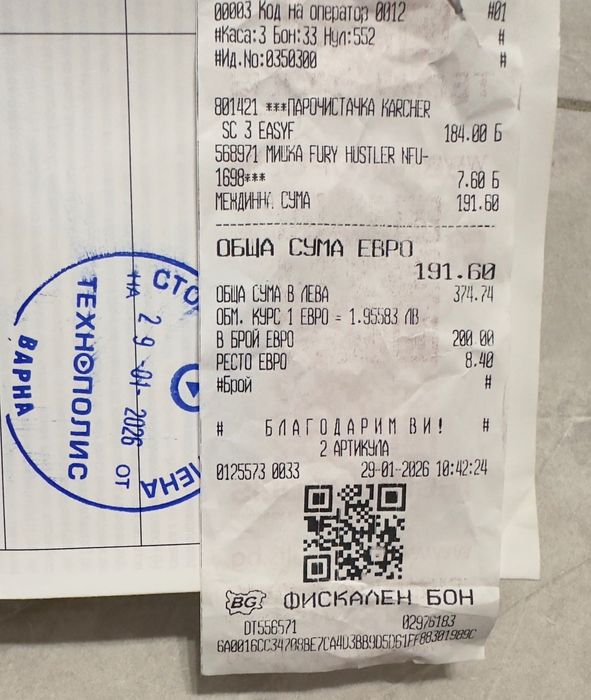 00003 Код на оператор 0012 #01
#Каса:3 Бон:33 Нул:552 #
#Ид.No:0350300 #
801421 ***ПАРОЧИСТАЧКА KARCHER
SC 3 EASYF 184.00 Б
568971 МИШКА FURY HUSTLER NFU-
1698*** 7.60 Б
МЕЖДИННА СУМА 191.60
ОБЩА СУМА ЕВРО
191.60
ОБЩА СУМА В ЛЕВА 374.74
ОБМ. КУРС 1 ЕВРО = 1.95583 ЛВ
В БРОЙ ЕВРО 200.00
РЕСТО ЕВРО 8.40
#Брой #
# БЛАГОДАРИМ ВИ! #
2 АРТИКУЛА
0125573 0033 29-01-2026 10:42:24
BG ФИСКАЛЕН БОН
DT556571 02976183
СТО
НА 29-01-2026 ОТ
ТЕХНОПОЛИС
ВАРНА
ЛЕНА